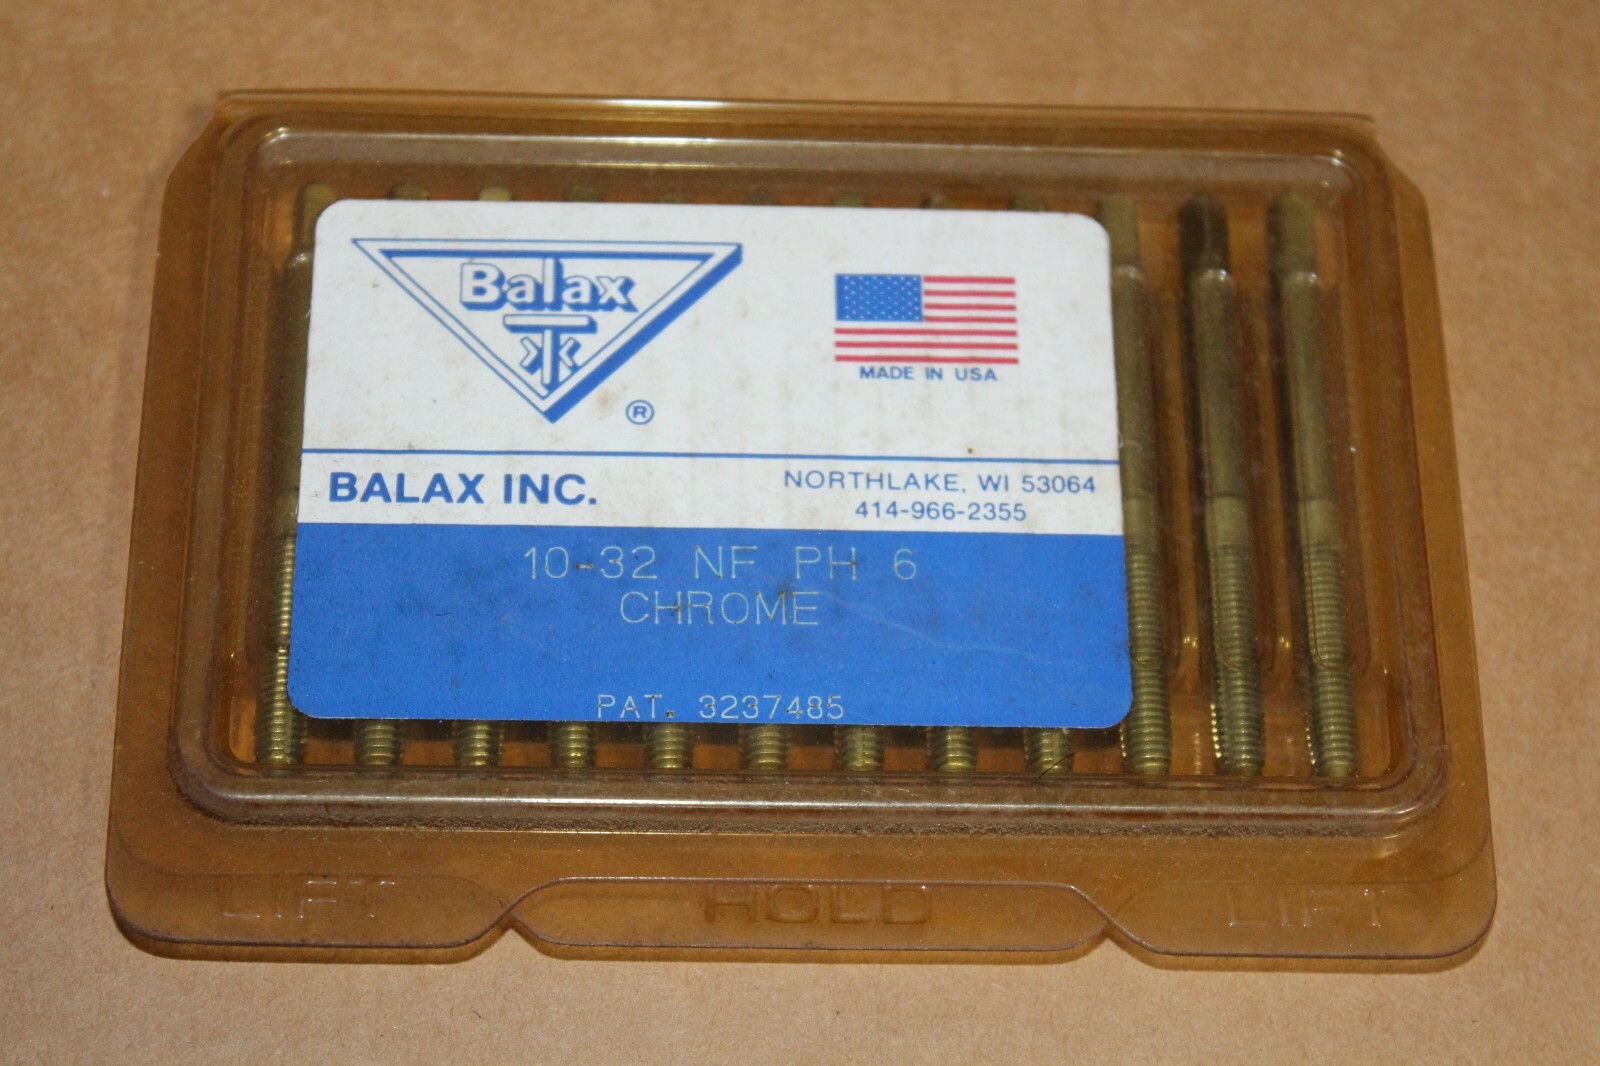 Balax
®
MADE IN USA
BALAX INC.
NORTHLAKE, WI 53064
414-966-2355
10-32 NF PH 6
CHROME
PAT. 3237485
LIFT HOLD LIFT